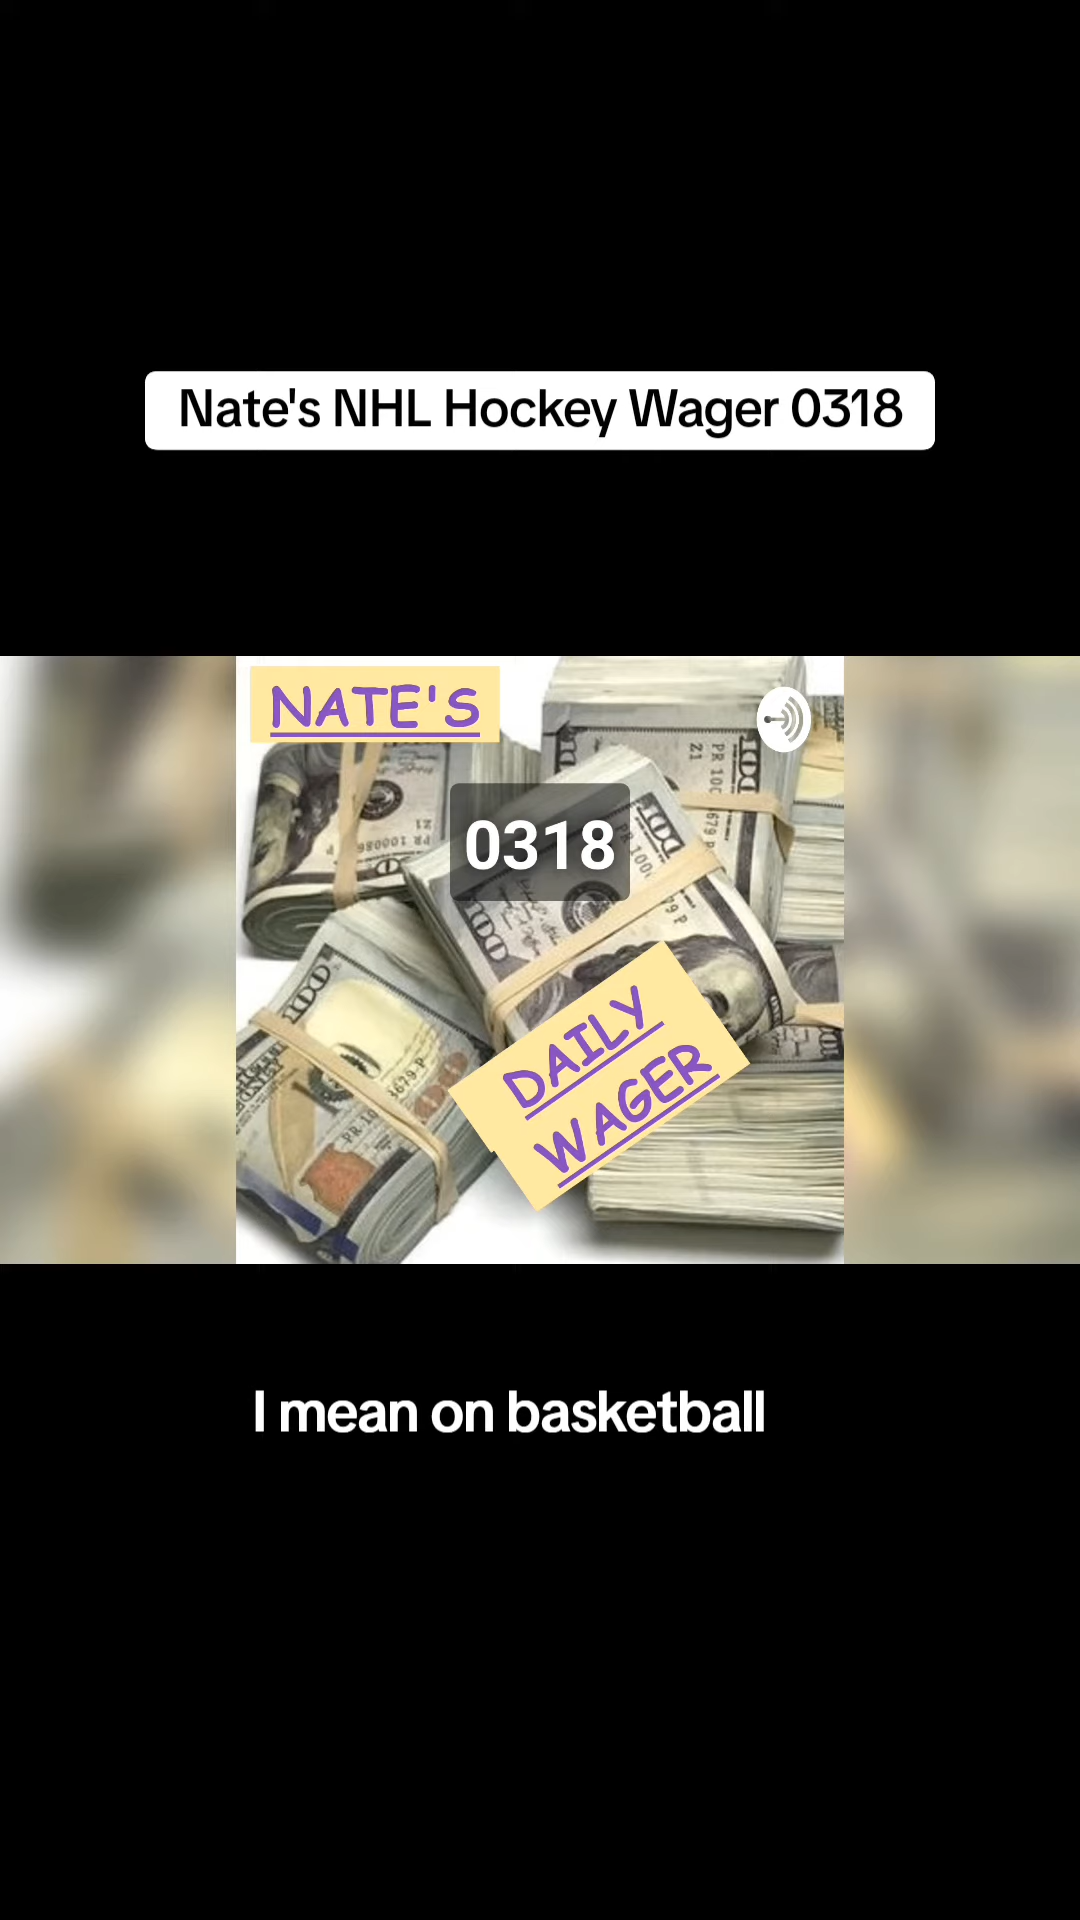 Nate's NHL Hockey Wager 0318
NATE'S
0318
DAILY
WAGER
I mean on basketball